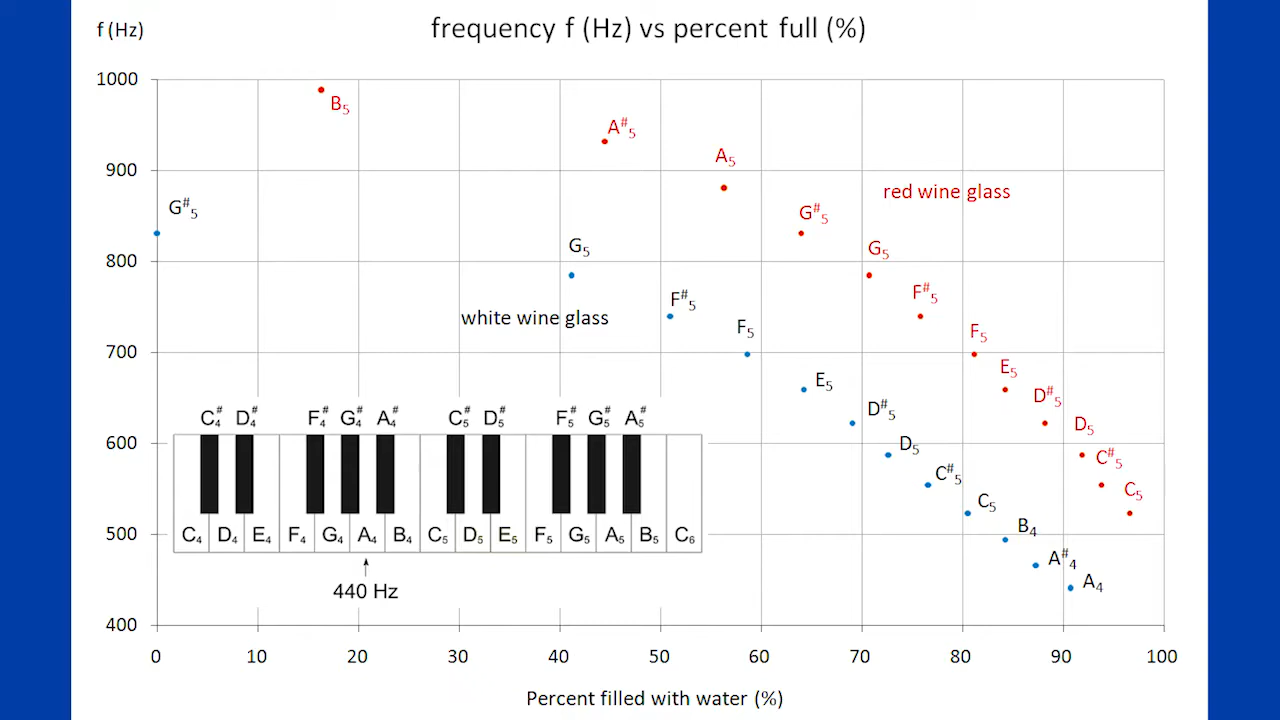 f (Hz)
frequency f (Hz) vs percent full (%)
1000
B5
A#5
A5
900
red wine glass
G#5
G#5
800
G5
G5
F#5
F#5
white wine glass
700
F5
F5
E5
E5
D#5
D#5
C#4 D#4 F#4 G#4 A#4 C#5 D#5 F#5 G#5 A#5
600
D5
D5
C#5
C#5
C5
C5
500
C4 D4 E4 F4 G4 A4 B4 C5 D5 E5 F5 G5 A5 B5 C6
B4
A#4
A4
440 Hz
400
0 10 20 30 40 50 60 70 80 90 100
Percent filled with water (%)